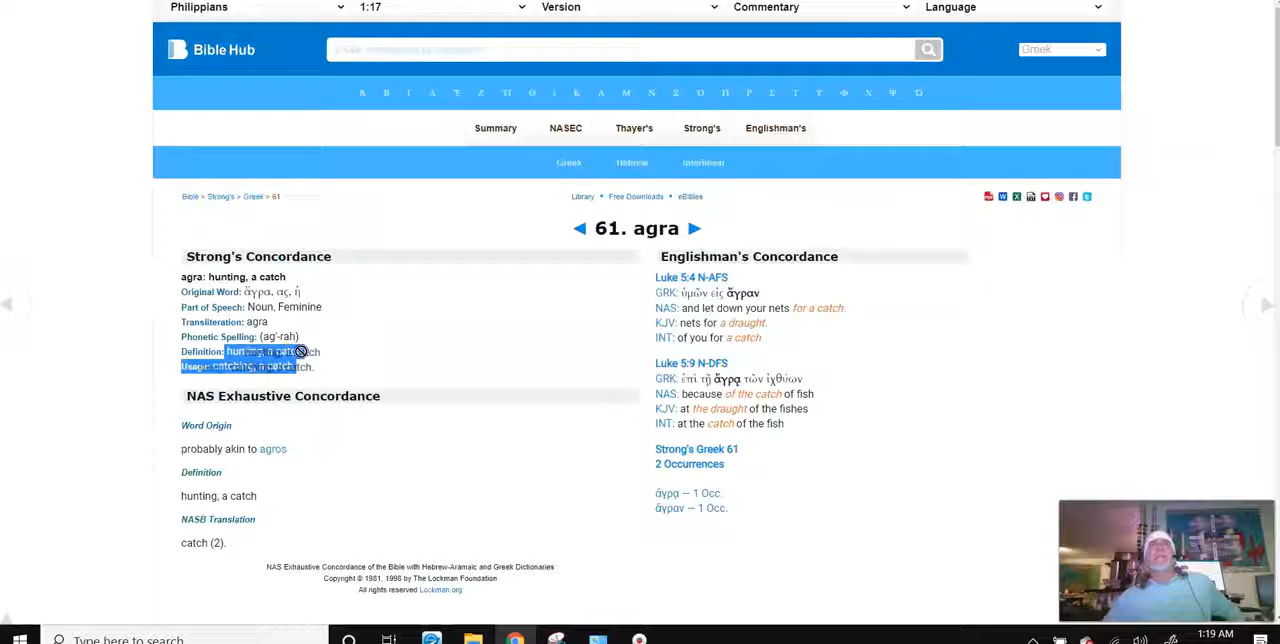 Philippians 1:17 Version Commentary Language
Bible Hub
Greek
Summary NASEC Thayer's Strong's Englishman's
Greek Hebrew Interlinear
Bible > Strong's > Greek > 61
Library • Free Downloads • eBibles
◄ 61. agra ►
Strong's Concordance
agra: hunting, a catch
Original Word: ἄγρα, ας, ἡ
Part of Speech: Noun, Feminine
Transliteration: agra
Phonetic Spelling: (ag'-rah)
Definition: hunting, a catch
Usage: catching, a catch.
NAS Exhaustive Concordance
Word Origin
probably akin to agros
Definition
hunting, a catch
NASB Translation
catch (2).
NAS Exhaustive Concordance of the Bible with Hebrew-Aramaic and Greek Dictionaries
Copyright © 1981, 1998 by The Lockman Foundation
All rights reserved Lockman.org
Englishman's Concordance
Luke 5:4 N-AFS
GRK: ὑμῶν εἰς ἄγραν
NAS: and let down your nets for a catch.
KJV: nets for a draught.
INT: of you for a catch
Luke 5:9 N-DFS
GRK: ἐπὶ τῇ ἄγρᾳ τῶν ἰχθύων
NAS: because of the catch of fish
KJV: at the draught of the fishes
INT: at the catch of the fish
Strong's Greek 61
2 Occurrences
ἄγρᾳ — 1 Occ.
ἄγραν — 1 Occ.
Type here to search
1:19 AM